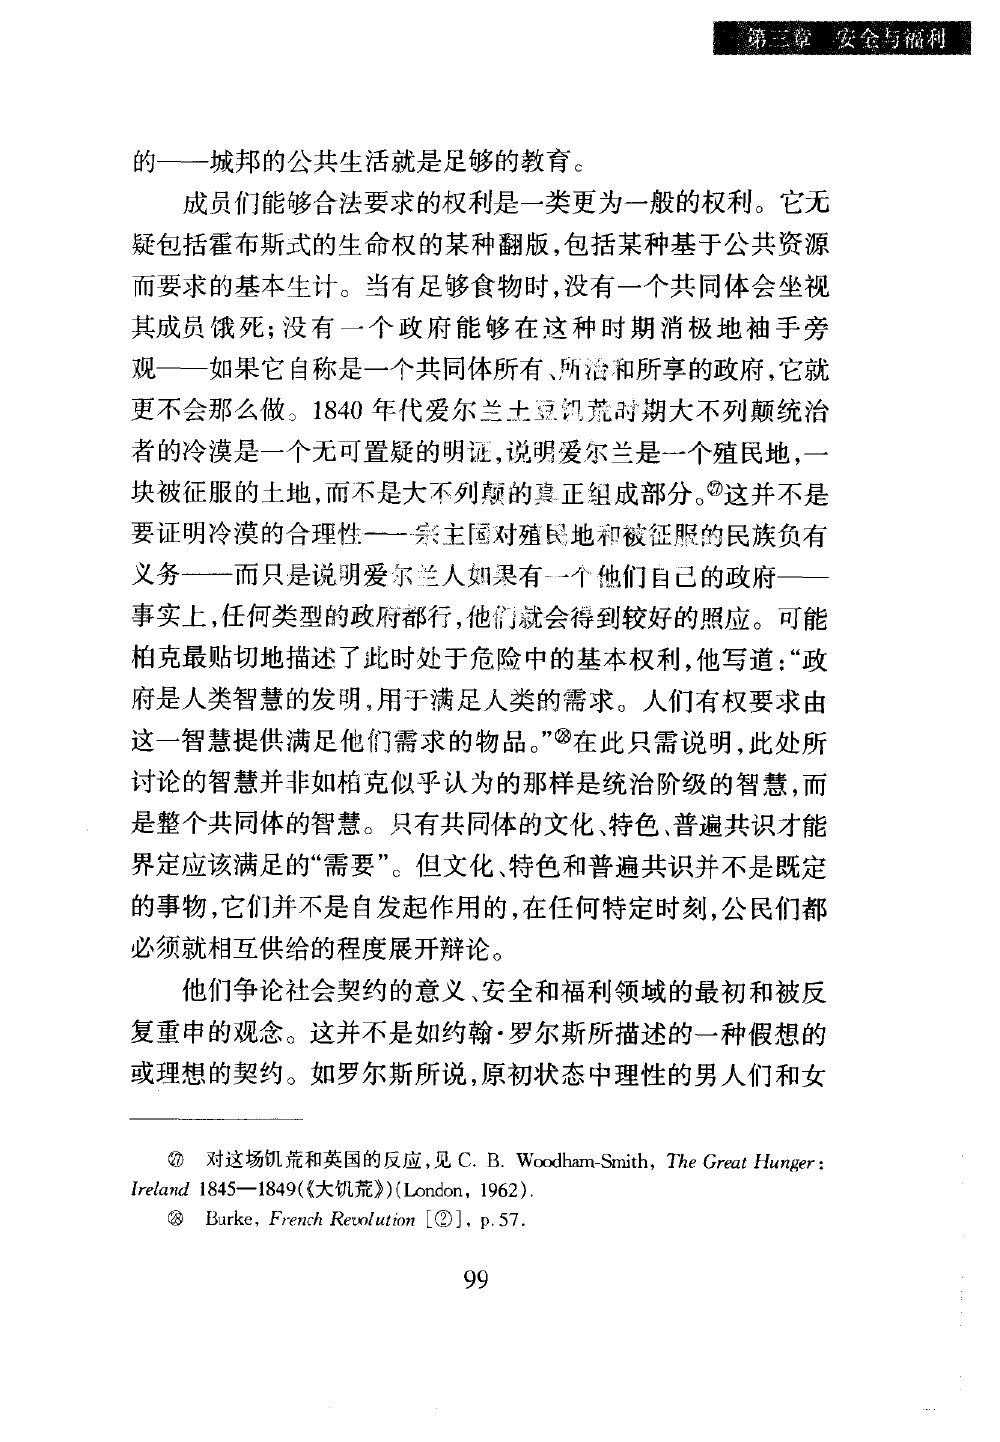 第三章　安全与福利
的——城邦的公共生活就是足够的教育。
成员们能够合法要求的权利是一类更为一般的权利。它无
疑包括霍布斯式的生命权的某种翻版,包括某种基于公共资源
而要求的基本生计。当有足够食物时,没有一个共同体会坐视
其成员饿死;没有一个政府能够在这种时期消极地袖手旁
观——如果它自称是一个共同体所有、所治和所享的政府,它就
更不会那么做。1840 年代爱尔兰土豆饥荒时期大不列颠统治
者的冷漠是一个无可置疑的明证,说明爱尔兰是一个殖民地,一
块被征服的土地,而不是大不列颠的真正组成部分。㉗这并不是
要证明冷漠的合理性——宗主国对殖民地和被征服的民族负有
义务——而只是说明爱尔兰人如果有一个他们自己的政府——
事实上,任何类型的政府都行,他们就会得到较好的照应。可能
柏克最贴切地描述了此时处于危险中的基本权利,他写道:“政
府是人类智慧的发明,用于满足人类的需求。人们有权要求由
这一智慧提供满足他们需求的物品。”㉘在此只需说明,此处所
讨论的智慧并非如柏克似乎认为的那样是统治阶级的智慧,而
是整个共同体的智慧。只有共同体的文化、特色、普遍共识才能
界定应该满足的“需要”。但文化、特色和普遍共识并不是既定
的事物,它们并不是自发起作用的,在任何特定时刻,公民们都
必须就相互供给的程度展开辩论。
他们争论社会契约的意义、安全和福利领域的最初和被反
复重申的观念。这并不是如约翰·罗尔斯所描述的一种假想的
或理想的契约。如罗尔斯所说,原初状态中理性的男人们和女
㉗ 对这场饥荒和英国的反应,见 C. B. Woodham-Smith, The Great Hunger:
Ireland 1845—1849(《大饥荒》)(London, 1962).
㉘ Burke, French Revolution [②], p.57.
99